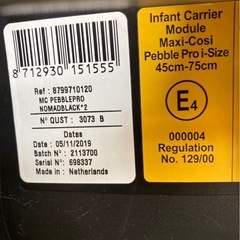 8 712930 151555
Ref : 8799710120
MC PEBBLEPRO
NOMADBLACK*2
N° OUST : 3073 B
Datas
Date : 05/11/2019
Batch : 2113700
Serial : 698337
Made in : Netherlands
Infant Carrier
Module
Maxi-Cosi
Pebble Pro i-Size
45cm-75cm
E4
000004
Regulation
No. 129/00